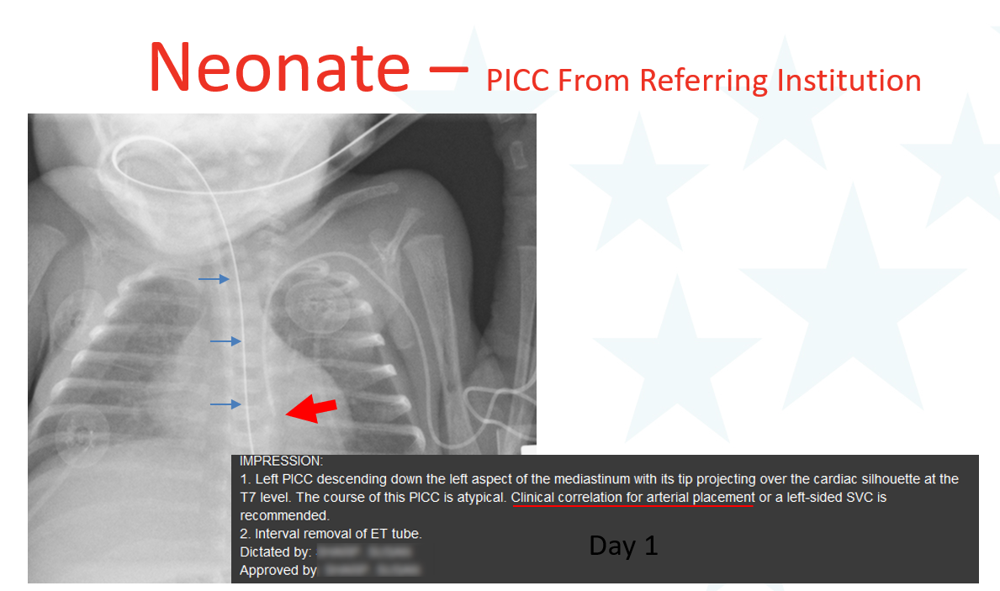 Neonate – PICC From Referring Institution
IMPRESSION:
1. Left PICC descending down the left aspect of the mediastinum with its tip projecting over the cardiac silhouette at the
T7 level. The course of this PICC is atypical. Clinical correlation for arterial placement or a left-sided SVC is
recommended.
2. Interval removal of ET tube.
Dictated by:
Approved by
Day 1